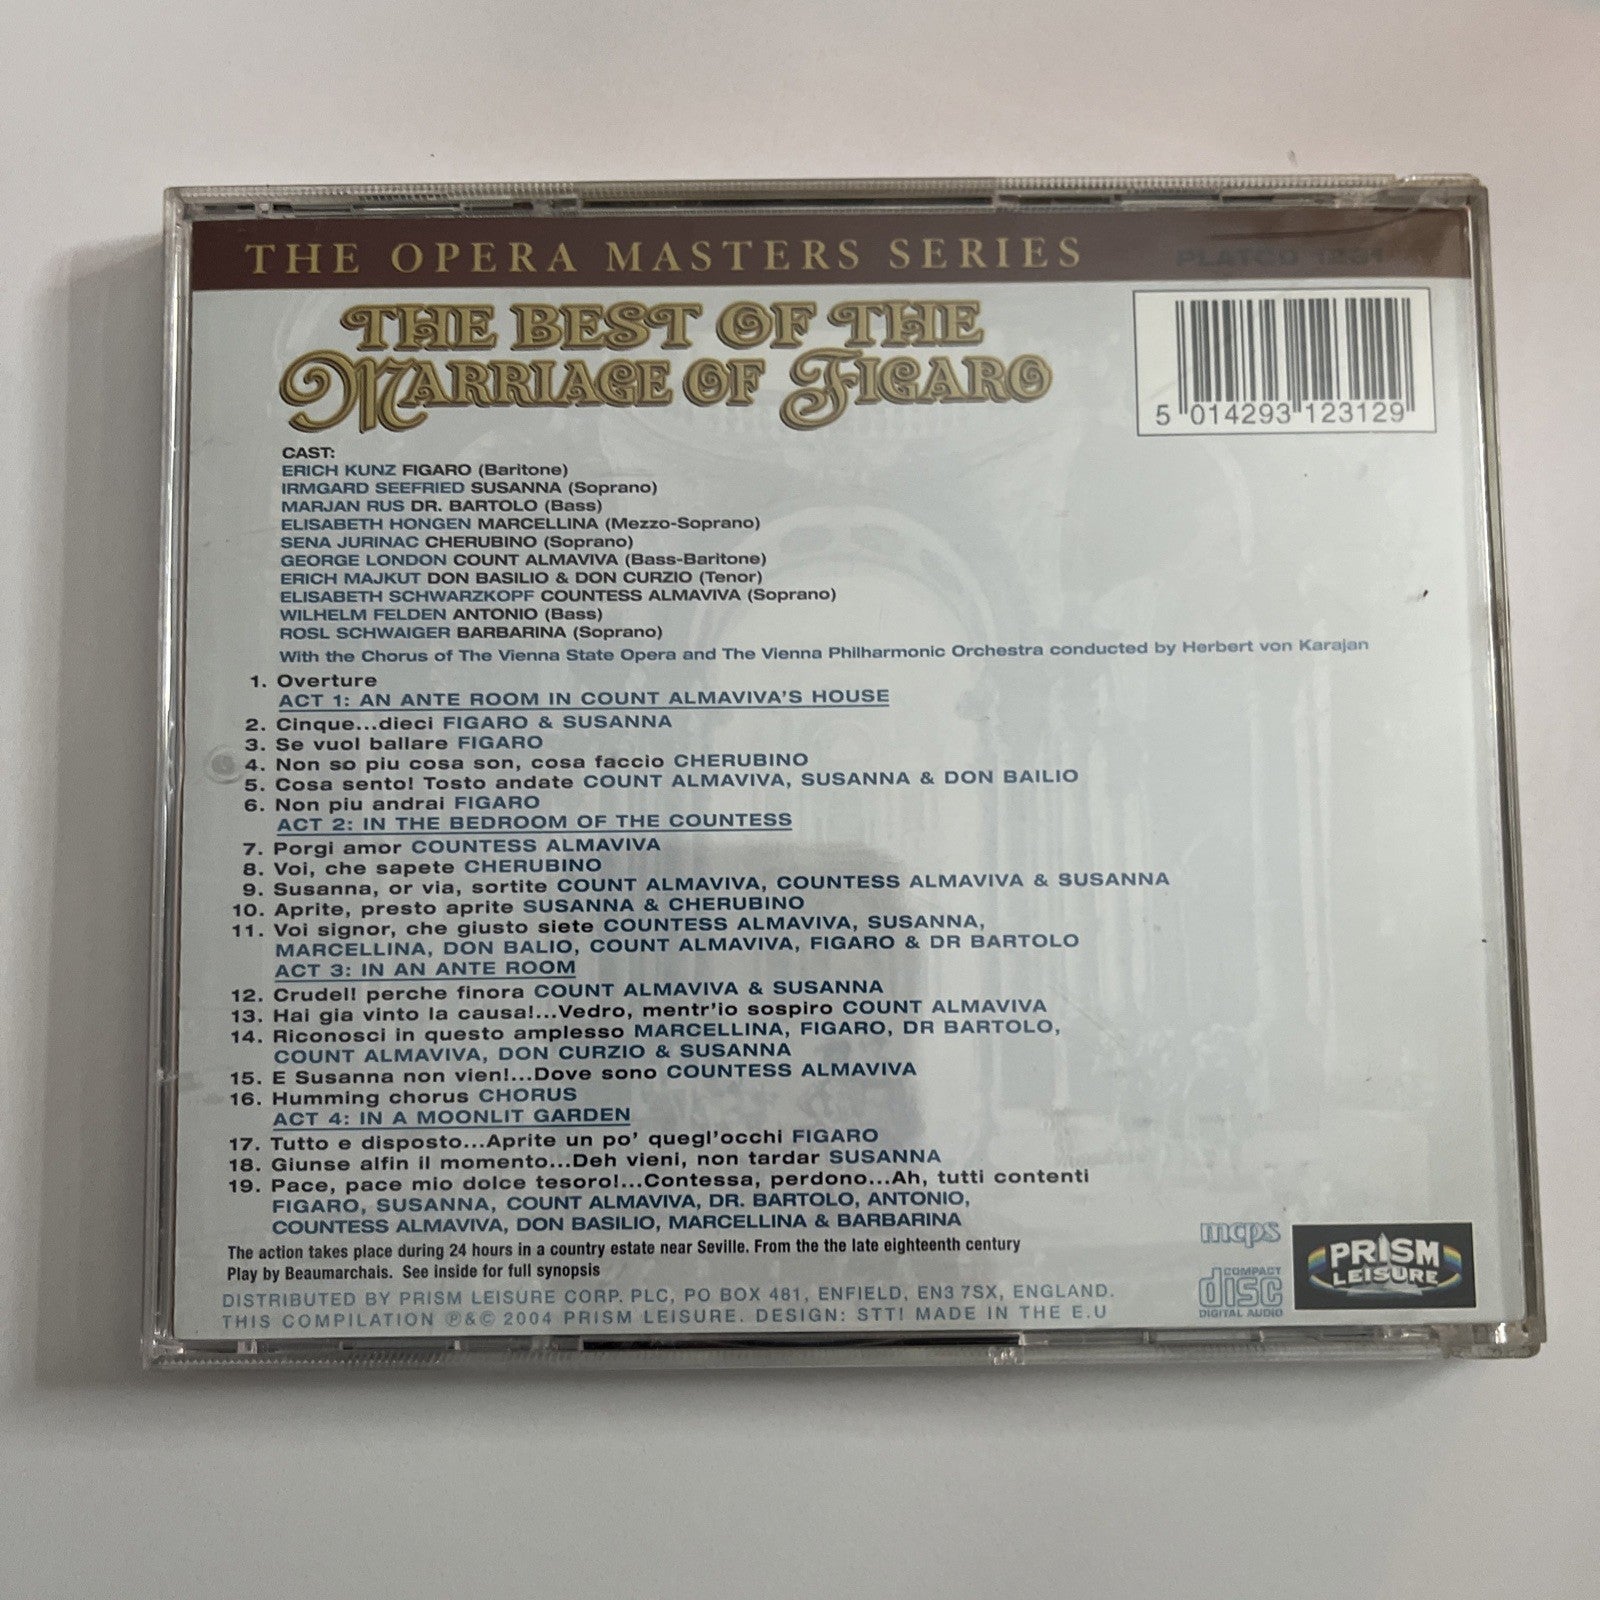 THE OPERA MASTERS SERIES
THE BEST OF THE
MARRIAGE OF FIGARO
5 014293 123129
CAST:
ERICH KUNZ FIGARO (Baritone)
IRMGARD SEEFRIED SUSANNA (Soprano)
MARJAN RUS DR. BARTOLO (Bass)
ELISABETH HONGEN MARCELLINA (Mezzo-Soprano)
SENA JURINAC CHERUBINO (Soprano)
GEORGE LONDON COUNT ALMAVIVA (Bass-Baritone)
ERICH MAJKUT DON BASILIO & DON CURZIO (Tenor)
ELISABETH SCHWARZKOPF COUNTESS ALMAVIVA (Soprano)
WILHELM FELDEN ANTONIO (Bass)
ROSL SCHWAIGER BARBARINA (Soprano)
With the Chorus of The Vienna State Opera and The Vienna Philharmonic Orchestra conducted by Herbert von Karajan
1. Overture
ACT 1: AN ANTE ROOM IN COUNT ALMAVIVA'S HOUSE
2. Cinque...dieci FIGARO & SUSANNA
3. Se vuol ballare FIGARO
4. Non so piu cosa son, cosa faccio CHERUBINO
5. Cosa sento! Tosto andate COUNT ALMAVIVA, SUSANNA & DON BAILIO
6. Non piu andrai FIGARO
ACT 2: IN THE BEDROOM OF THE COUNTESS
7. Porgi amor COUNTESS ALMAVIVA
8. Voi, che sapete CHERUBINO
9. Susanna, or via, sortite COUNT ALMAVIVA, COUNTESS ALMAVIVA & SUSANNA
10. Aprite, presto aprite SUSANNA & CHERUBINO
11. Voi signor, che giusto siete COUNTESS ALMAVIVA, SUSANNA,
MARCELLINA, DON BALIO, COUNT ALMAVIVA, FIGARO & DR BARTOLO
ACT 3: IN AN ANTE ROOM
12. Crudel! perche finora COUNT ALMAVIVA & SUSANNA
13. Hai gia vinto la causa!...Vedro, mentr'io sospiro COUNT ALMAVIVA
14. Riconosci in questo amplesso MARCELLINA, FIGARO, DR BARTOLO,
COUNT ALMAVIVA, DON CURZIO & SUSANNA
15. E Susanna non vien!...Dove sono COUNTESS ALMAVIVA
16. Humming chorus CHORUS
ACT 4: IN A MOONLIT GARDEN
17. Tutto e disposto...Aprite un po' quegl'occhi FIGARO
18. Giunse alfin il momento...Deh vieni, non tardar SUSANNA
19. Pace, pace mio dolce tesoro!...Contessa, perdono...Ah, tutti contenti
FIGARO, SUSANNA, COUNT ALMAVIVA, DR. BARTOLO, ANTONIO,
COUNTESS ALMAVIVA, DON BASILIO, MARCELLINA & BARBARINA
The action takes place during 24 hours in a country estate near Seville. From the the late eighteenth century
Play by Beaumarchais. See inside for full synopsis
DISTRIBUTED BY PRISM LEISURE CORP. PLC, PO BOX 481, ENFIELD, EN3 7SX, ENGLAND.
THIS COMPILATION ℗&© 2004 PRISM LEISURE. DESIGN: STT! MADE IN THE E.U
mcps
COMPACT
disc
DIGITAL AUDIO
PRISM
LEISURE